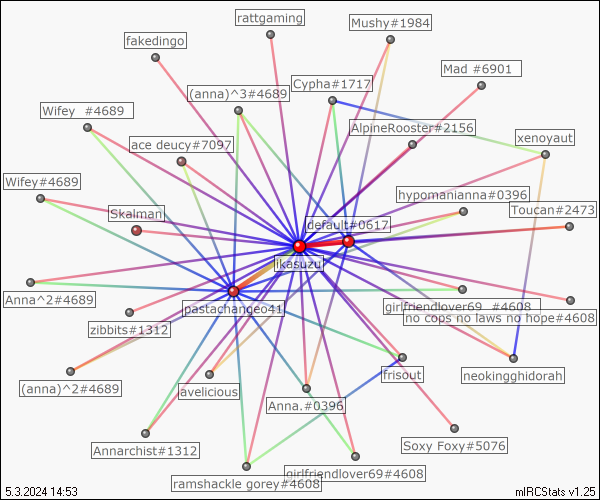 rattgaming
Mushy#1984
fakedingo
Mad #6901
Cypha#1717
(anna)^3#4689
Wifey  #4689
AlpineRooster#2156
xenoyaut
ace deucy#7097
Wifey#4689
hypomanianna#0396
Skalman
Toucan#2473
default#0617
ikasuzu
Anna^2#4689
pastachangeo41
girlfriendlover69 #4608
no cops no laws no hope#4608
zibbits#1312
(anna)^2#4689
avelicious
frisout
neokingghidorah
Anna.#0396
Annarchist#1312
Soxy Foxy#5076
girlfriendlover69#4608
ramshackle gorey#4608
5.3.2024 14:53
mIRCStats v1.25